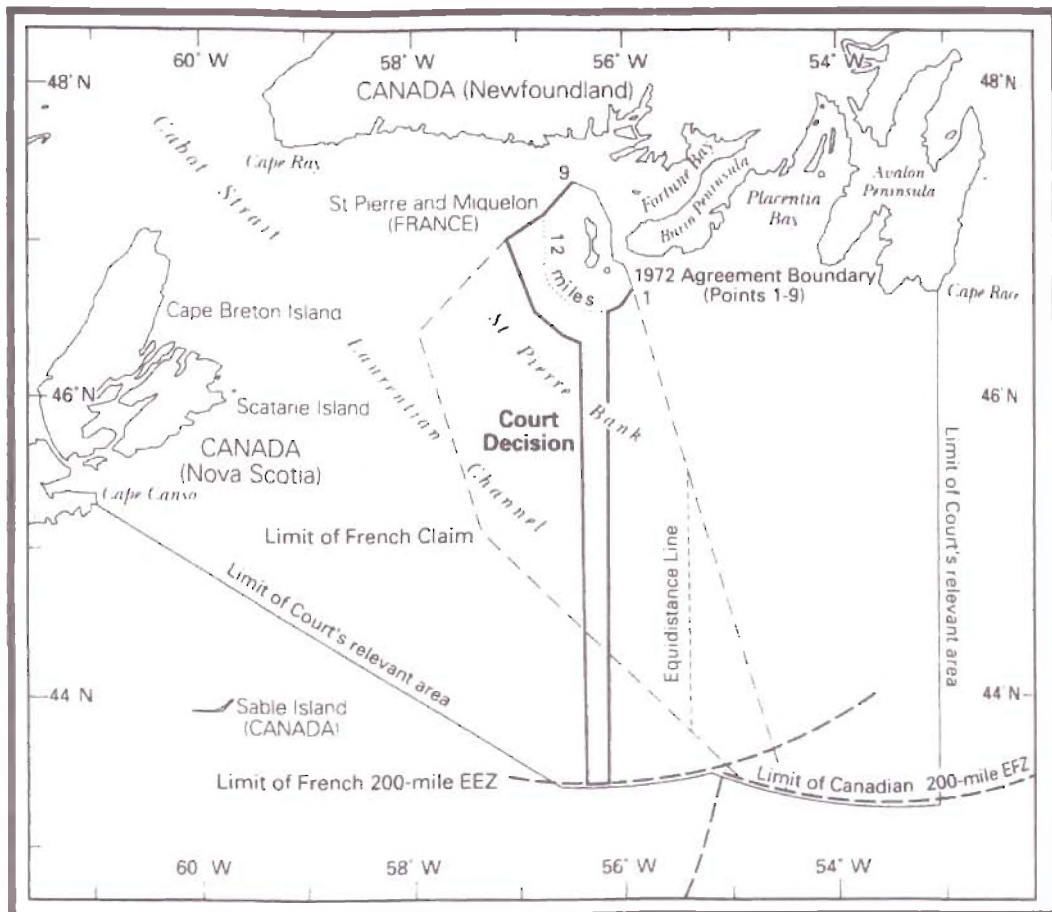 60° W
58° W
56° W
54° W
48° N
48° N
CANADA (Newfoundland)
Cabot Strait
Cape Ray
Fortune Bay
Burin Peninsula
Placentia
Bay
Avalon
Peninsula
St Pierre and Miquelon
(FRANCE)
9
12 miles
1972 Agreement Boundary
(Points 1-9)
1
Cape Race
Cape Breton Island
St Pierre Bank
Laurentian Channel
46° N
46° N
Scatarie Island
Court
Decision
CANADA
(Nova Scotia)
Cape Canso
Limit of French Claim
Equidistance Line
Limit of Court's relevant area
Limit of Court's relevant area
44 N
44° N
Sable Island
(CANADA)
Limit of French 200-mile EEZ
Limit of Canadian 200-mile EFZ
60 W
58° W
56° W
54° W